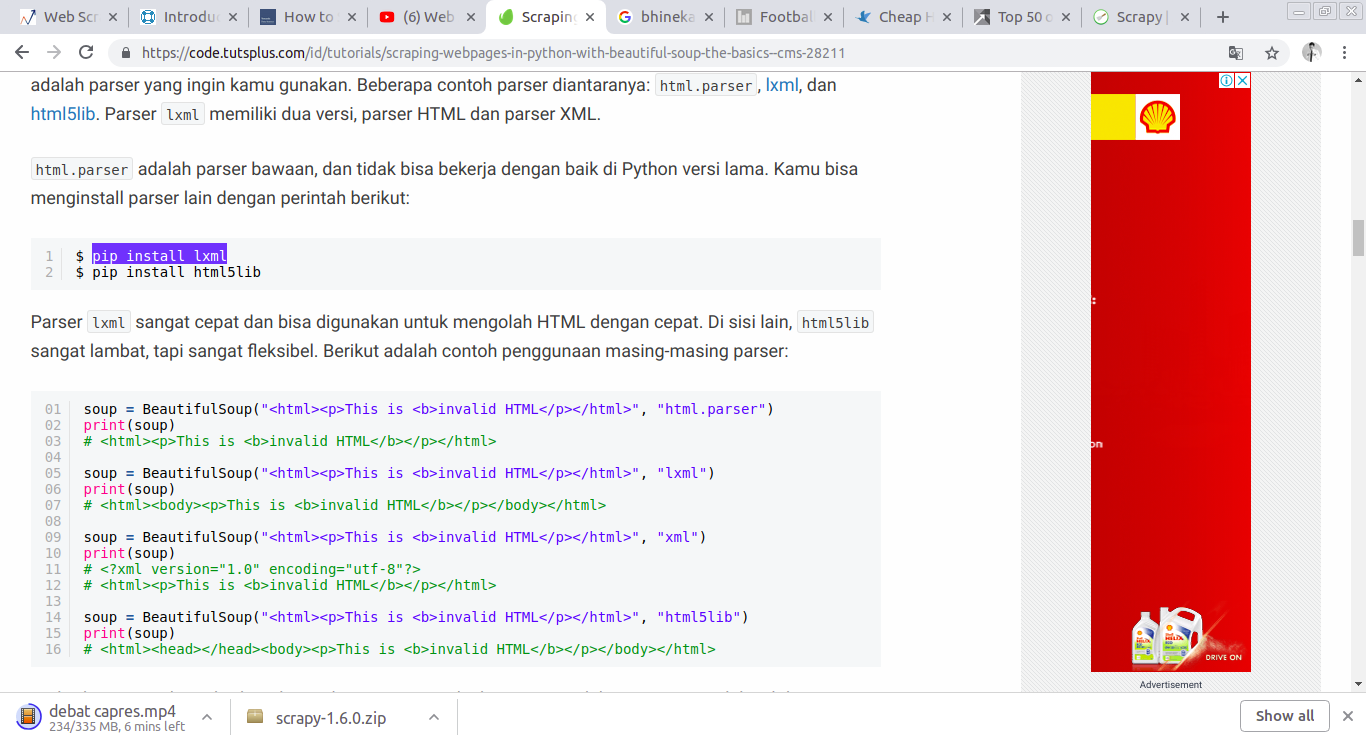 Web Scr
Introduc
How to
(6) Web
Scraping
bhineka
Footbal
Cheap H
Top 50 o
Scrapy |
https://code.tutsplus.com/id/tutorials/scraping-webpages-in-python-with-beautiful-soup-the-basics--cms-28211
adalah parser yang ingin kamu gunakan. Beberapa contoh parser diantaranya: html.parser, lxml, dan
html5lib. Parser lxml memiliki dua versi, parser HTML dan parser XML.
html.parser adalah parser bawaan, dan tidak bisa bekerja dengan baik di Python versi lama. Kamu bisa
menginstall parser lain dengan perintah berikut:
1 $ pip install lxml
2 $ pip install html5lib
Parser lxml sangat cepat dan bisa digunakan untuk mengolah HTML dengan cepat. Di sisi lain, html5lib
sangat lambat, tapi sangat fleksibel. Berikut adalah contoh penggunaan masing-masing parser:
01 soup = BeautifulSoup("<html><p>This is <b>invalid HTML</p></html>", "html.parser")
02 print(soup)
03 # <html><p>This is <b>invalid HTML</b></p></html>
04
05 soup = BeautifulSoup("<html><p>This is <b>invalid HTML</p></html>", "lxml")
06 print(soup)
07 # <html><body><p>This is <b>invalid HTML</b></p></body></html>
08
09 soup = BeautifulSoup("<html><p>This is <b>invalid HTML</p></html>", "xml")
10 print(soup)
11 # <?xml version="1.0" encoding="utf-8"?>
12 # <html><p>This is <b>invalid HTML</b></p></html>
13
14 soup = BeautifulSoup("<html><p>This is <b>invalid HTML</p></html>", "html5lib")
15 print(soup)
16 # <html><head></head><body><p>This is <b>invalid HTML</b></p></body></html>
on
DRIVE ON
Advertisement
debat capres.mp4
234/335 MB, 6 mins left
scrapy-1.6.0.zip
Show all